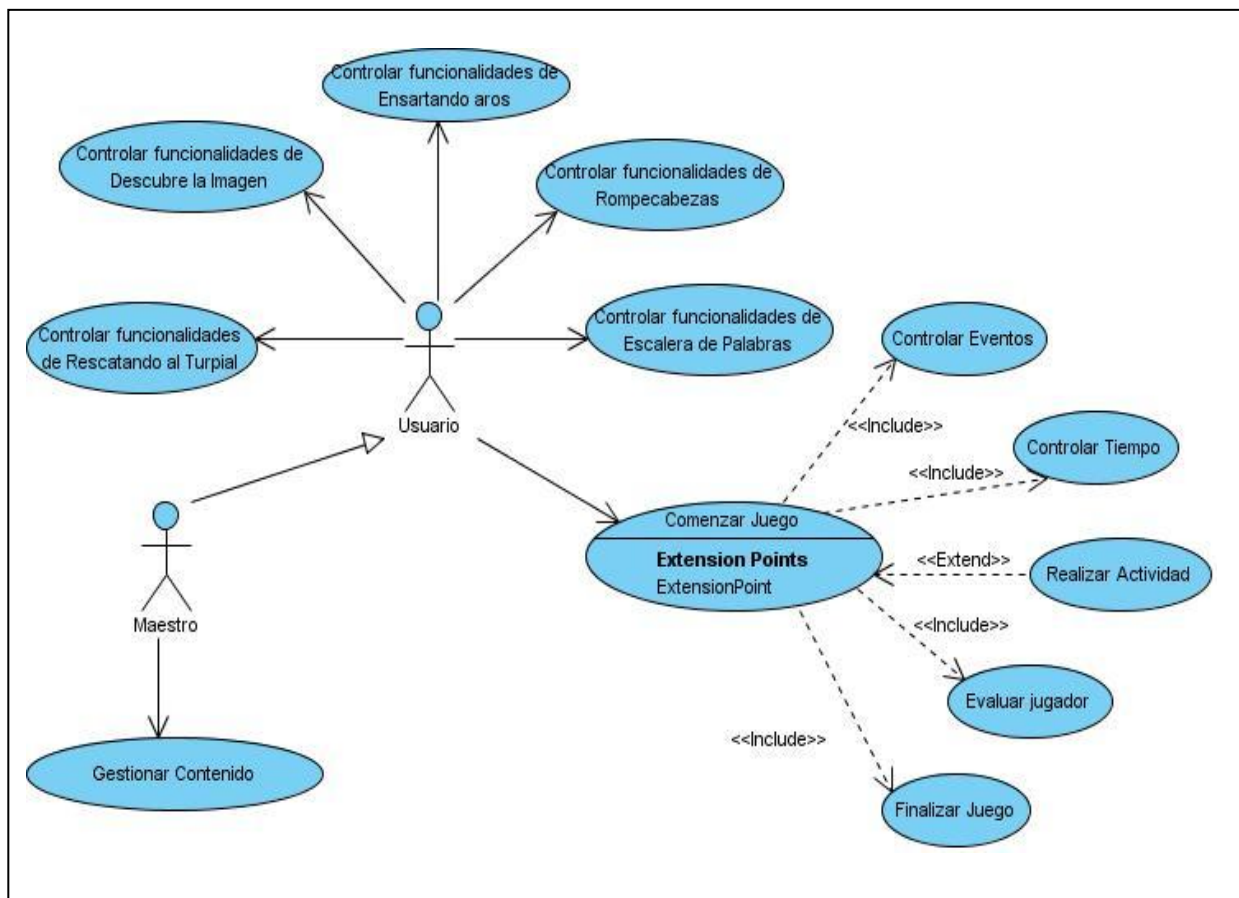 Controlar funcionalidades de
Ensartando aros
Controlar funcionalidades de
Descubre la Imagen
Controlar funcionalidades de
Rompecabezas
Controlar funcionalidades
de Rescatando al Turpial
Controlar funcionalidades de
Escalera de Palabras
Controlar Eventos
Usuario
<<Include>>
Controlar Tiempo
<<Include>>
Comenzar Juego
Extension Points
ExtensionPoint
<<Extend>>
Realizar Actividad
Maestro
<<Include>>
Evaluar jugador
<<Include>>
Gestionar Contenido
Finalizar Juego